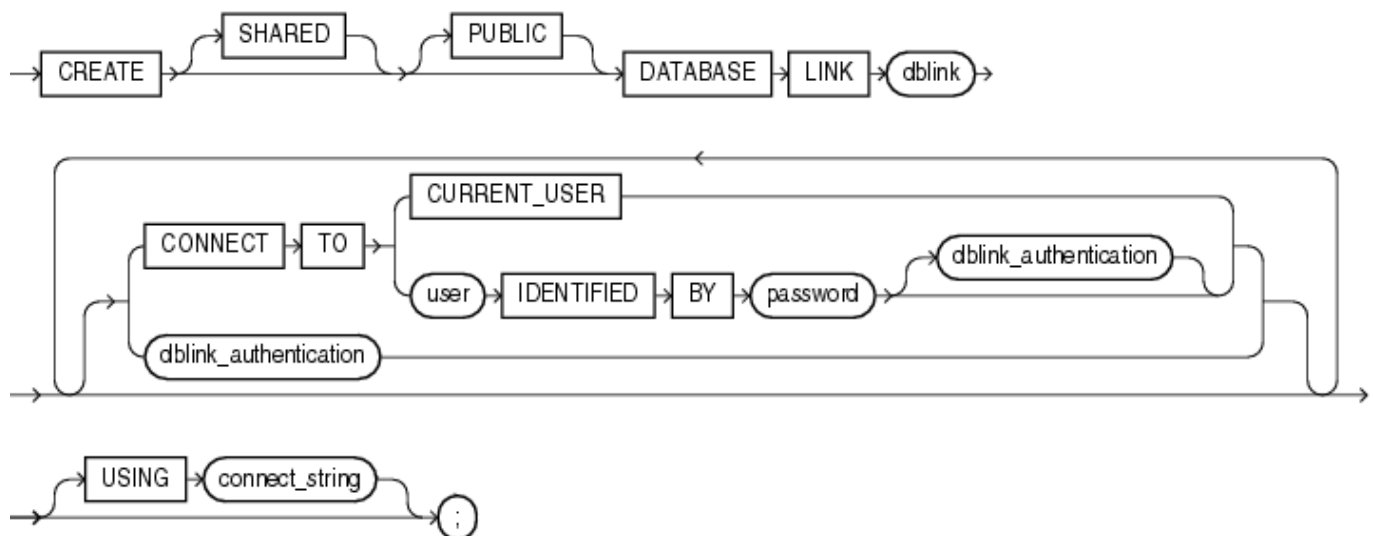 SHARED PUBLIC
CREATE DATABASE LINK dblink
CURRENT_USER
CONNECT TO dblink_authentication
user IDENTIFIED BY password
dblink_authentication
USING connect_string
;